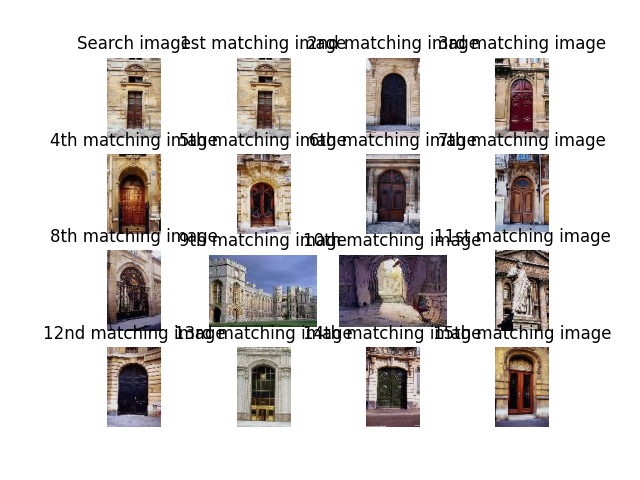 Search image
1st matching image
2nd matching image
3rd matching image
4th matching image
5th matching image
6th matching image
7th matching image
8th matching image
9th matching image
10th matching image
11st matching image
12nd matching image
13rd matching image
14th matching image
15th matching image